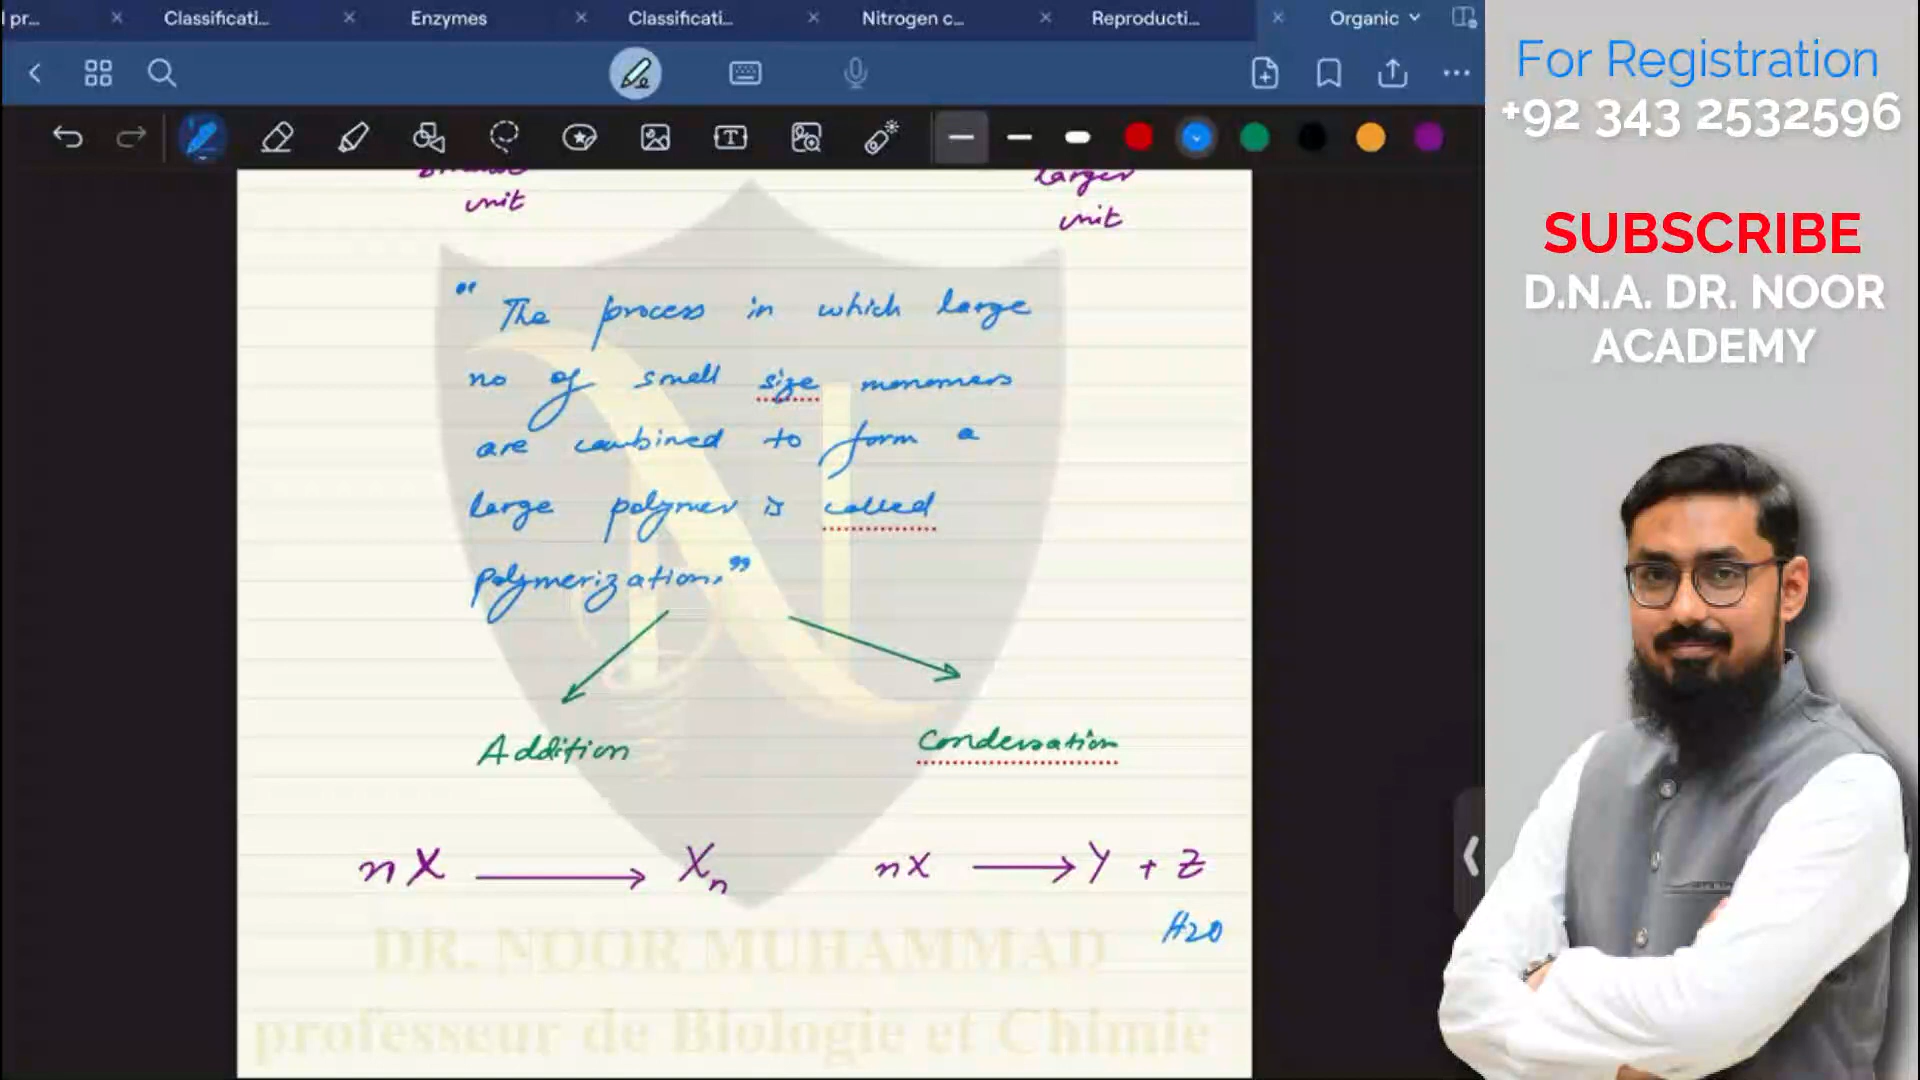 pr...
Classificati...
Enzymes
Classificati...
Nitrogen c...
Reproducti...
Organic
For Registration
+92 343 2532596
SUBSCRIBE
D.N.A. DR. NOOR
ACADEMY
unit
larger
unit
" The process in which large
no of small size monomers
are combined to form a
large polymer is called
polymerization."
Addition
Condensation
nX → Xn
nX → Y + Z
H2O
DR. NOOR MUHAMMAD
professeur de Biologie et Chimie